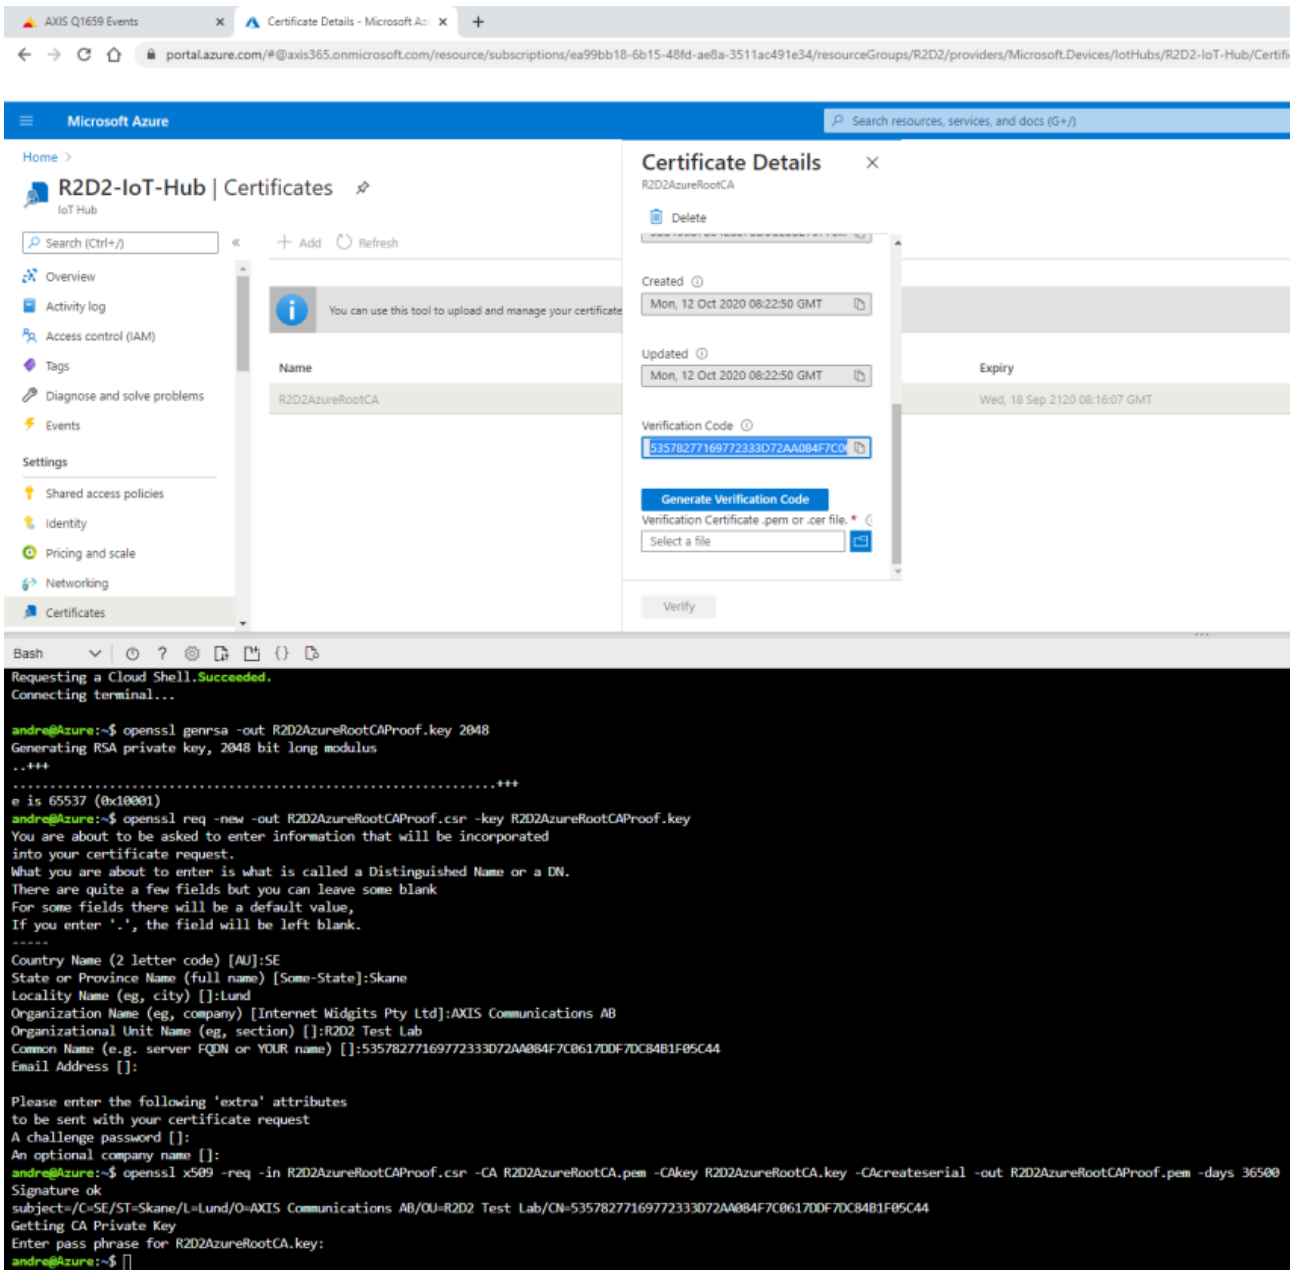 AXIS Q1659 Events
Certificate Details - Microsoft Az
portal.azure.com/#@axis365.onmicrosoft.com/resource/subscriptions/ea99bb18-6b15-48fd-ae8a-3511ac491e34/resourceGroups/R2D2/providers/Microsoft.Devices/IotHubs/R2D2-IoT-Hub/Certifi
Microsoft Azure
Search resources, services, and docs (G+/)
Home >
R2D2-IoT-Hub | Certificates
IoT Hub
Search (Ctrl+/)
«
Overview
Activity log
Access control (IAM)
Tags
Diagnose and solve problems
Events
Settings
Shared access policies
Identity
Pricing and scale
Networking
Certificates
+ Add Refresh
You can use this tool to upload and manage your certificate
Name
Expiry
R2D2AzureRootCA
Wed, 18 Sep 2120 08:16:07 GMT
Certificate Details
R2D2AzureRootCA
Delete
Created
Mon, 12 Oct 2020 08:22:50 GMT
Updated
Mon, 12 Oct 2020 08:22:50 GMT
Verification Code
53578277169772333D72AA084F7C0
Generate Verification Code
Verification Certificate .pem or .cer file. *
Select a file
Verify
Bash
Requesting a Cloud Shell.Succeeded.
Connecting terminal...
andre@Azure:~$ openssl genrsa -out R2D2AzureRootCAProof.key 2048
Generating RSA private key, 2048 bit long modulus
..+++
.................................................................+++
e is 65537 (0x10001)
andre@Azure:~$ openssl req -new -out R2D2AzureRootCAProof.csr -key R2D2AzureRootCAProof.key
You are about to be asked to enter information that will be incorporated
into your certificate request.
What you are about to enter is what is called a Distinguished Name or a DN.
There are quite a few fields but you can leave some blank
For some fields there will be a default value,
If you enter '.', the field will be left blank.
-----
Country Name (2 letter code) [AU]:SE
State or Province Name (full name) [Some-State]:Skane
Locality Name (eg, city) []:Lund
Organization Name (eg, company) [Internet Widgits Pty Ltd]:AXIS Communications AB
Organizational Unit Name (eg, section) []:R2D2 Test Lab
Common Name (e.g. server FQDN or YOUR name) []:53578277169772333D72AA084F7C0617DDF7DC84B1F05C44
Email Address []:
Please enter the following 'extra' attributes
to be sent with your certificate request
A challenge password []:
An optional company name []:
andre@Azure:~$ openssl x509 -req -in R2D2AzureRootCAProof.csr -CA R2D2AzureRootCA.pem -CAkey R2D2AzureRootCA.key -CAcreateserial -out R2D2AzureRootCAProof.pem -days 36500
Signature ok
subject=/C=SE/ST=Skane/L=Lund/O=AXIS Communications AB/OU=R2D2 Test Lab/CN=53578277169772333D72AA084F7C0617DDF7DC84B1F05C44
Getting CA Private Key
Enter pass phrase for R2D2AzureRootCA.key:
andre@Azure:~$